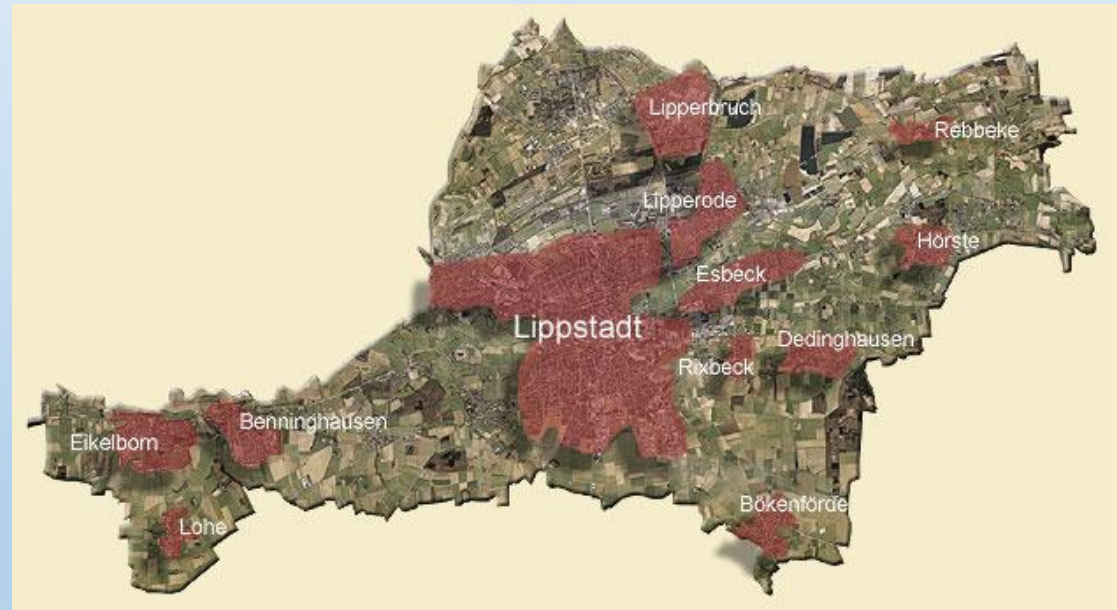 Lipperbruch
Rebbeke
Lipperode
Hörste
Esbeck
Lippstadt
Dedinghausen
Rixbeck
Benninghausen
Eikelborn
Bökenförde
Lohe